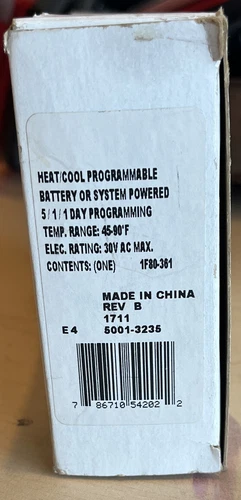 HEAT/COOL PROGRAMMABLE
BATTERY OR SYSTEM POWERED
5/1/1 DAY PROGRAMMING
TEMP. RANGE: 45-90°F
ELEC. RATING: 30V AC MAX.
CONTENTS: (ONE) 1F80-361
MADE IN CHINA
REV B
1711
E4 5001-3235
7 86710 54202 2